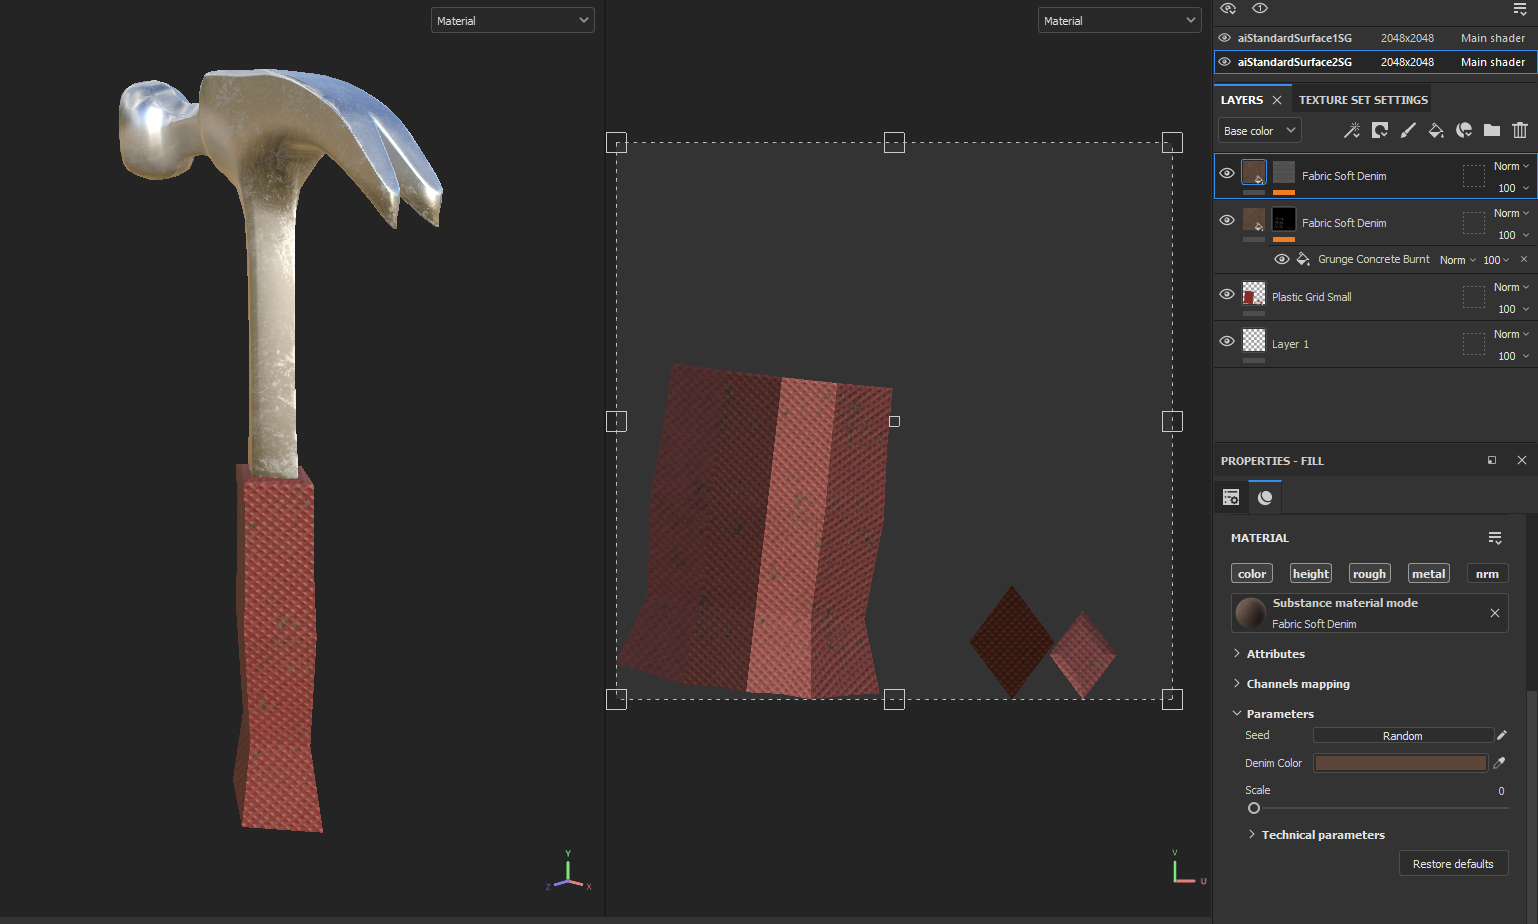 Material
Material
1
aiStandardSurface1SG 2048x2048 Main shader
aiStandardSurface2SG 2048x2048 Main shader
LAYERS TEXTURE SET SETTINGS
Base color
Fabric Soft Denim Norm
100
Fabric Soft Denim Norm
100
Grunge Concrete Burnt Norm 100
Plastic Grid Small Norm
100
Layer 1 Norm
100
PROPERTIES - FILL
MATERIAL
color height rough metal nrm
Substance material mode
Fabric Soft Denim
Attributes
Channels mapping
Parameters
Seed Random
Denim Color
Scale 0
Technical parameters
Restore defaults
Y
Z X
V
U